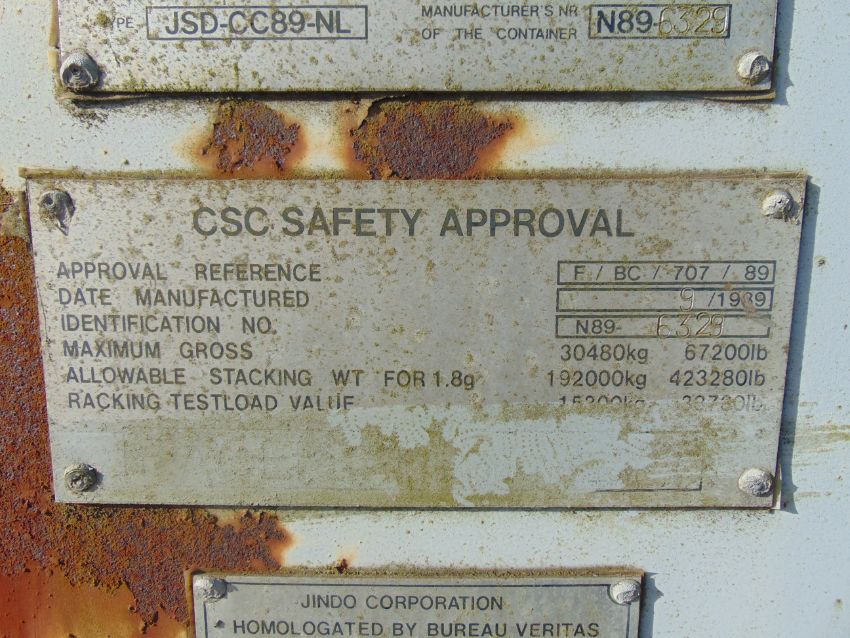 TYPE JSD-CC89-NL MANUFACTURER'S NR N89-6329
OF THE CONTAINER
CSC SAFETY APPROVAL
APPROVAL REFERENCE F / BC / 707 / 89
DATE MANUFACTURED 9 /1989
IDENTIFICATION NO. N89- 6329
MAXIMUM GROSS 30480kg 67200lb
ALLOWABLE STACKING WT FOR 1.8g 192000kg 423280lb
RACKING TESTLOAD VALUE
JINDO CORPORATION
HOMOLOGATED BY BUREAU VERITAS